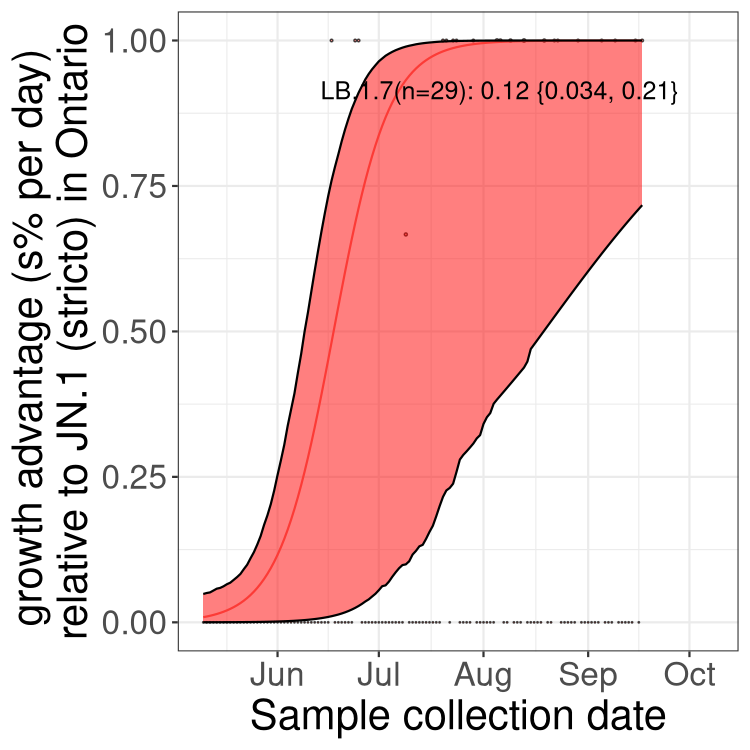 growth advantage (s% per day)
relative to JN.1 (stricto) in Ontario
1.00
0.75
0.50
0.25
0.00
LB.1.7(n=29): 0.12 {0.034, 0.21}
Jun Jul Aug Sep Oct
Sample collection date